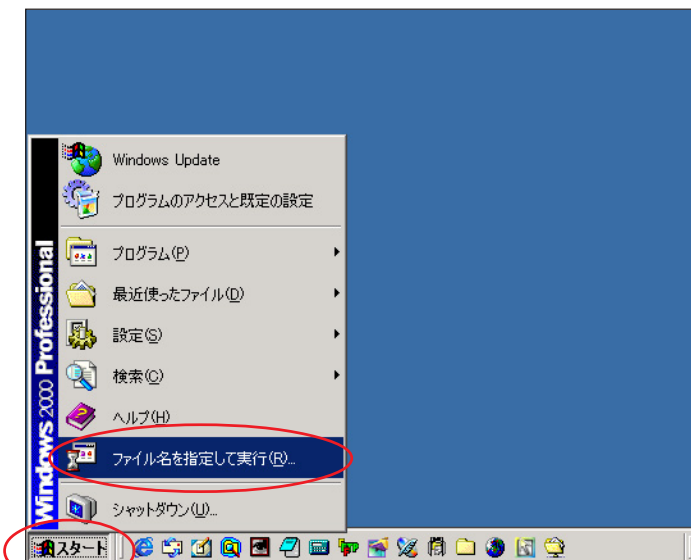 Windows Update
プログラムのアクセスと既定の設定
プログラム(P)
最近使ったファイル(D)
設定(S)
検索(C)
ヘルプ(H)
ファイル名を指定して実行(R)...
シャットダウン(U)...
Windows 2000 Professional
スタート